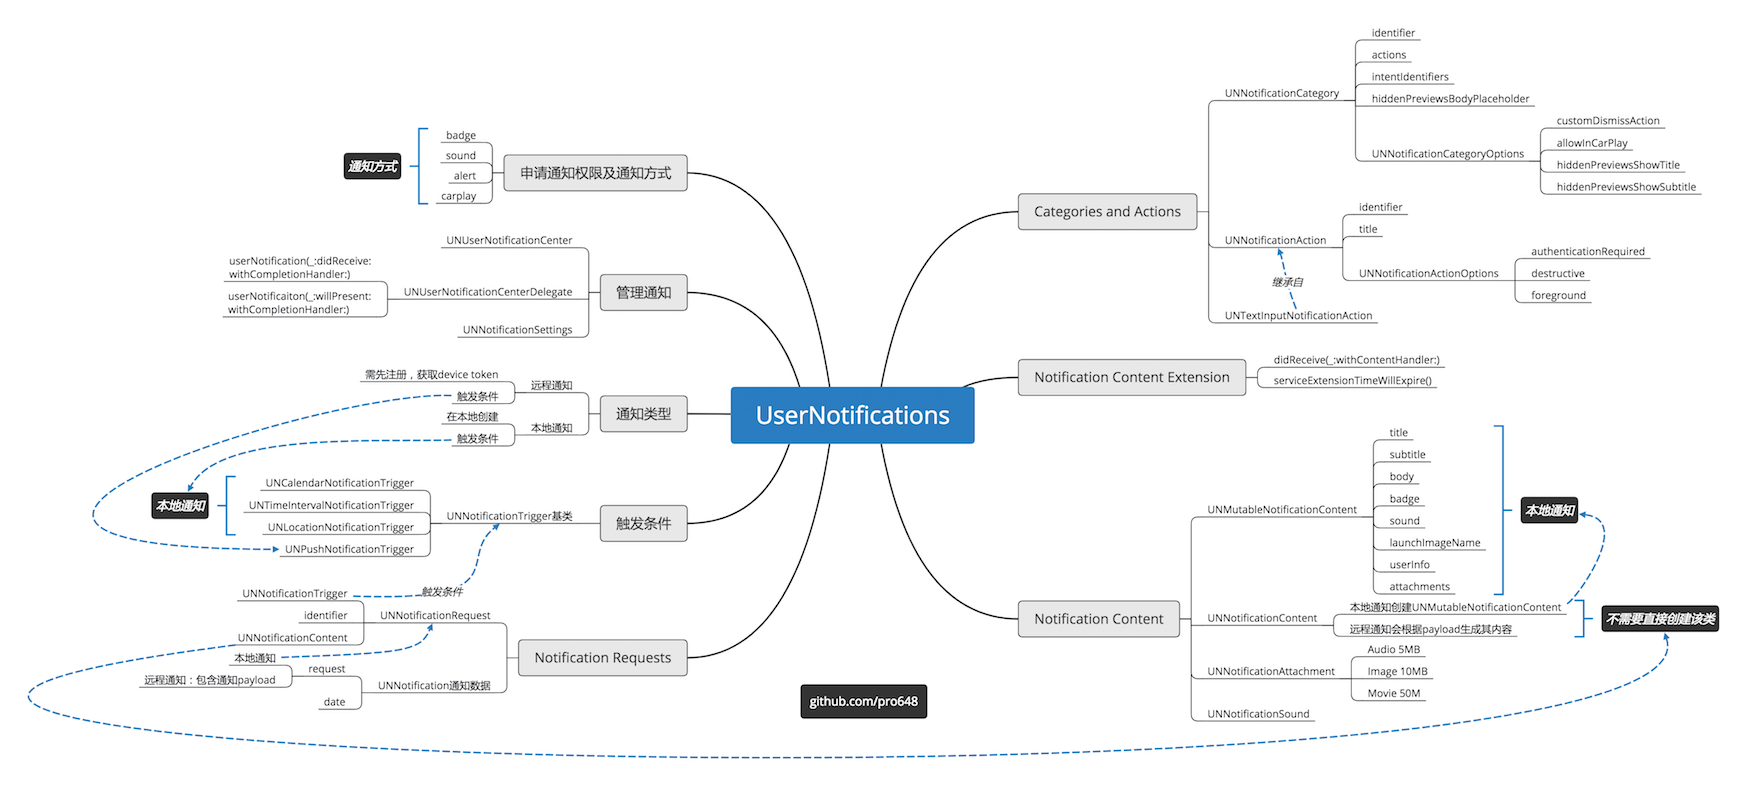 UserNotifications
申请通知权限及通知方式
badge
sound
alert
carplay
通知方式
管理通知
UNUserNotificationCenter
UNUserNotificationCenterDelegate
userNotification(_:didReceive:
withCompletionHandler:)
userNotificaiton(_:willPresent:
withCompletionHandler:)
UNNotificationSettings
通知类型
远程通知
需先注册，获取device token
触发条件
本地通知
在本地创建
触发条件
触发条件
UNNotificationTrigger基类
UNCalendarNotificationTrigger
UNTimeIntervalNotificationTrigger
UNLocationNotificationTrigger
UNPushNotificationTrigger
本地通知
Notification Requests
UNNotificationRequest
UNNotificationTrigger
触发条件
identifier
UNNotificationContent
UNNotification通知数据
request
本地通知
远程通知：包含通知payload
date
Categories and Actions
UNNotificationCategory
identifier
actions
intentIdentifiers
hiddenPreviewsBodyPlaceholder
UNNotificationCategoryOptions
customDismissAction
allowInCarPlay
hiddenPreviewsShowTitle
hiddenPreviewsShowSubtitle
UNNotificationAction
identifier
title
UNNotificationActionOptions
authenticationRequired
destructive
foreground
继承自
UNTextInputNotificationAction
Notification Content Extension
didReceive(_:withContentHandler:)
serviceExtensionTimeWillExpire()
Notification Content
UNMutableNotificationContent
title
subtitle
body
badge
sound
launchImageName
userInfo
attachments
本地通知
UNNotificationContent
本地通知创建UNMutableNotificationContent
远程通知会根据payload生成其内容
不需要直接创建该类
UNNotificationAttachment
Audio 5MB
Image 10MB
Movie 50M
UNNotificationSound
github.com/pro648